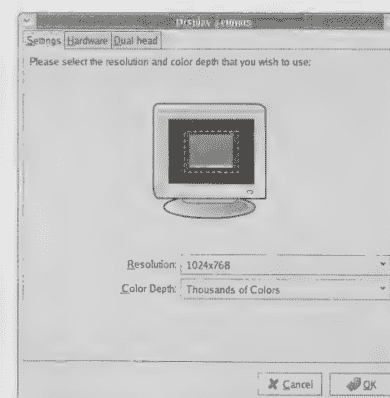 Display settings
Settings Hardware Dual head
Please select the resolution and color depth that you wish to use:
Resolution: 1024x768
Color Depth: Thousands of Colors
Cancel OK